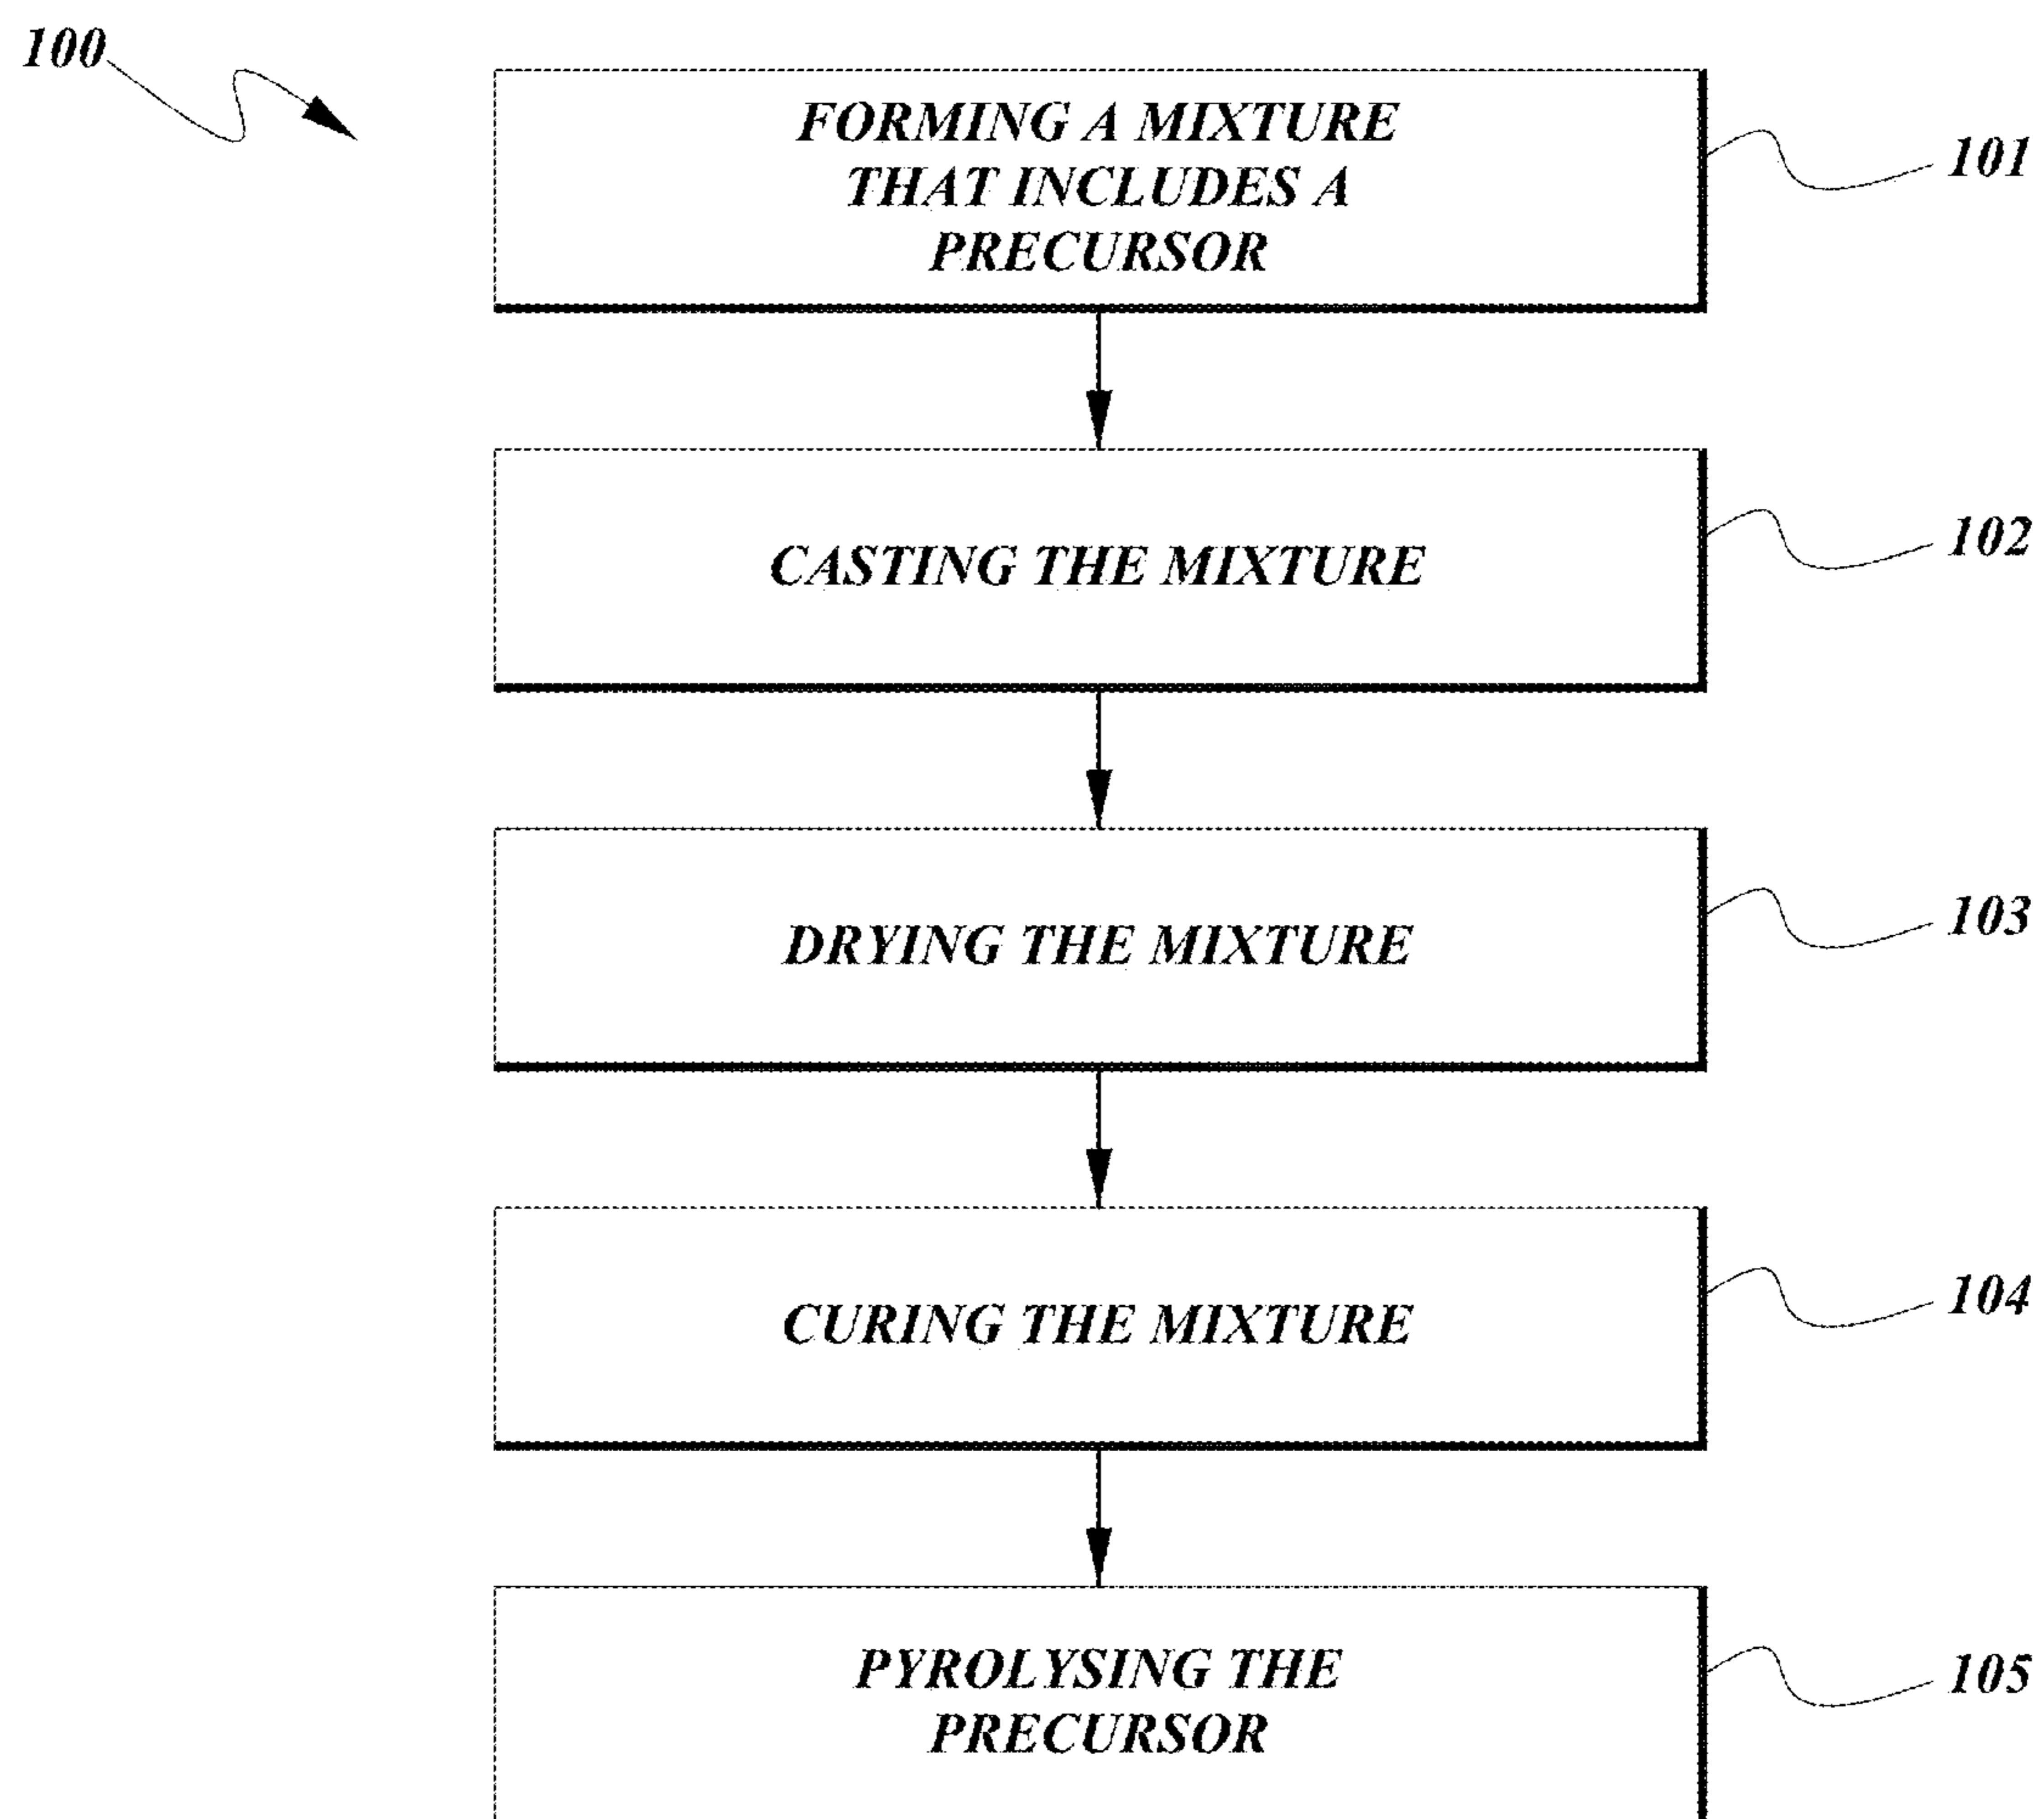 100
FORMING A MIXTURE
THAT INCLUDES A
PRECURSOR
101
CASTING THE MIXTURE
102
DRYING THE MIXTURE
103
CURING THE MIXTURE
104
PYROLYSING THE
PRECURSOR
105